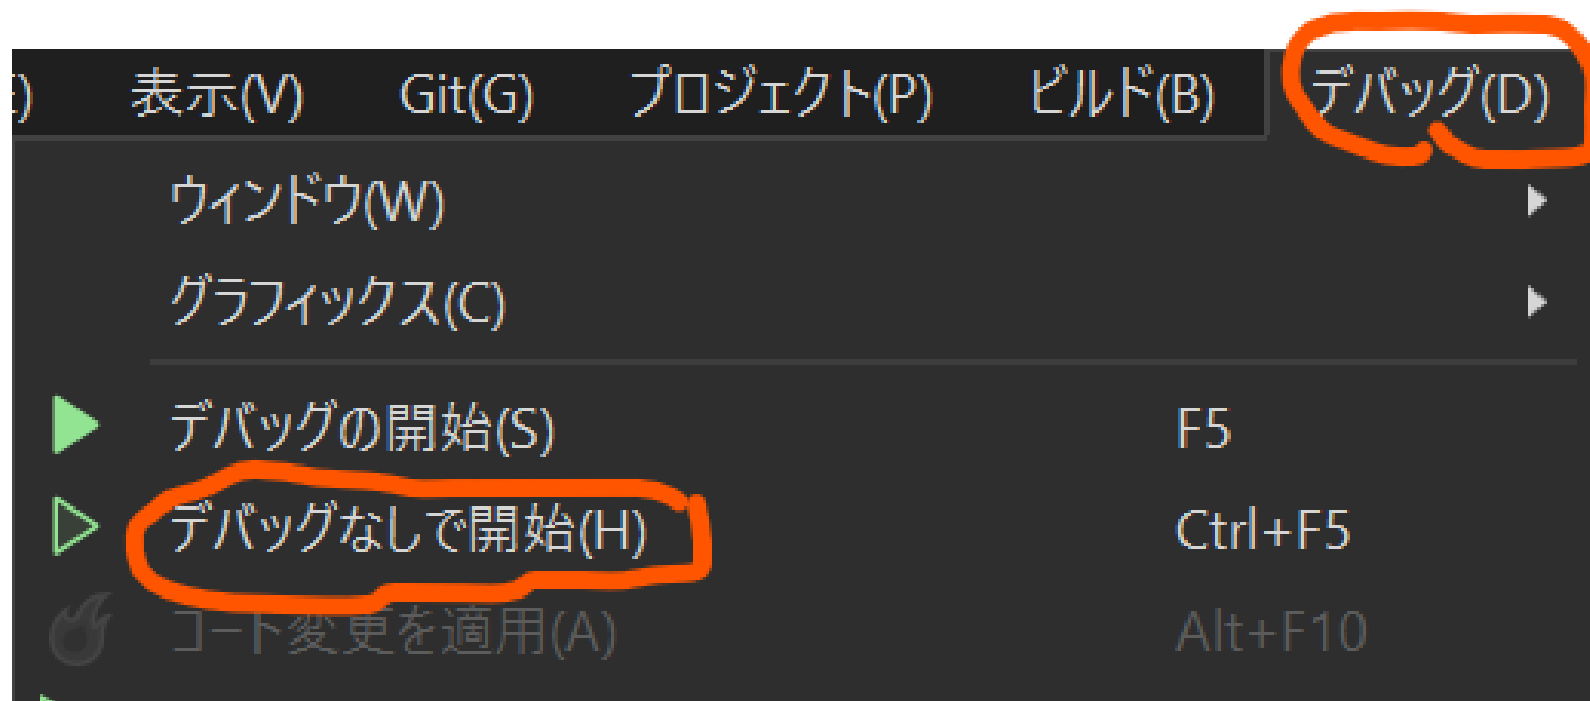 表示(V) Git(G) プロジェクト(P) ビルド(B) デバッグ(D)
ウィンドウ(W)
グラフィックス(C)
デバッグの開始(S) F5
デバッグなしで開始(H) Ctrl+F5
コード変更を適用(A) Alt+F10